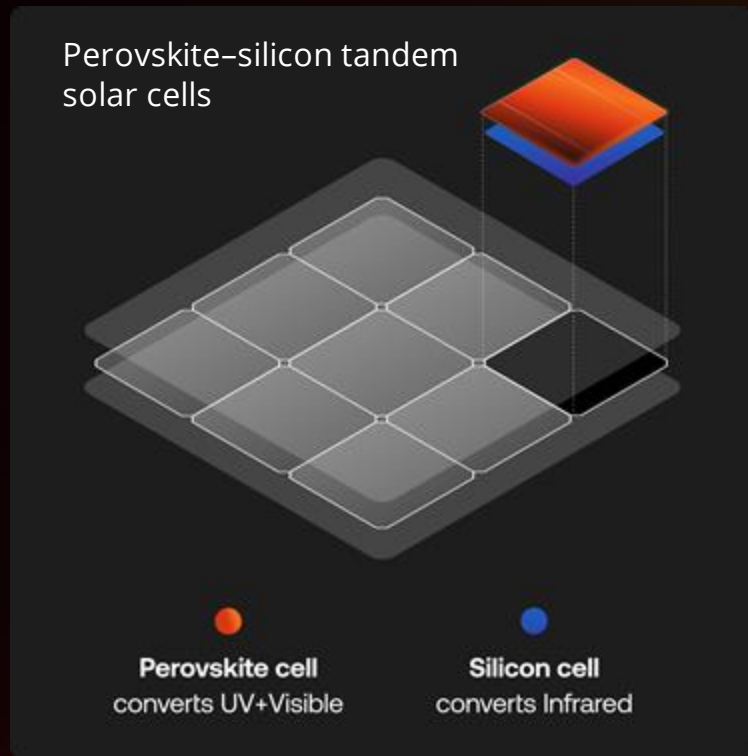 Perovskite–silicon tandem
solar cells
Perovskite cell
converts UV+Visible
Silicon cell
converts Infrared